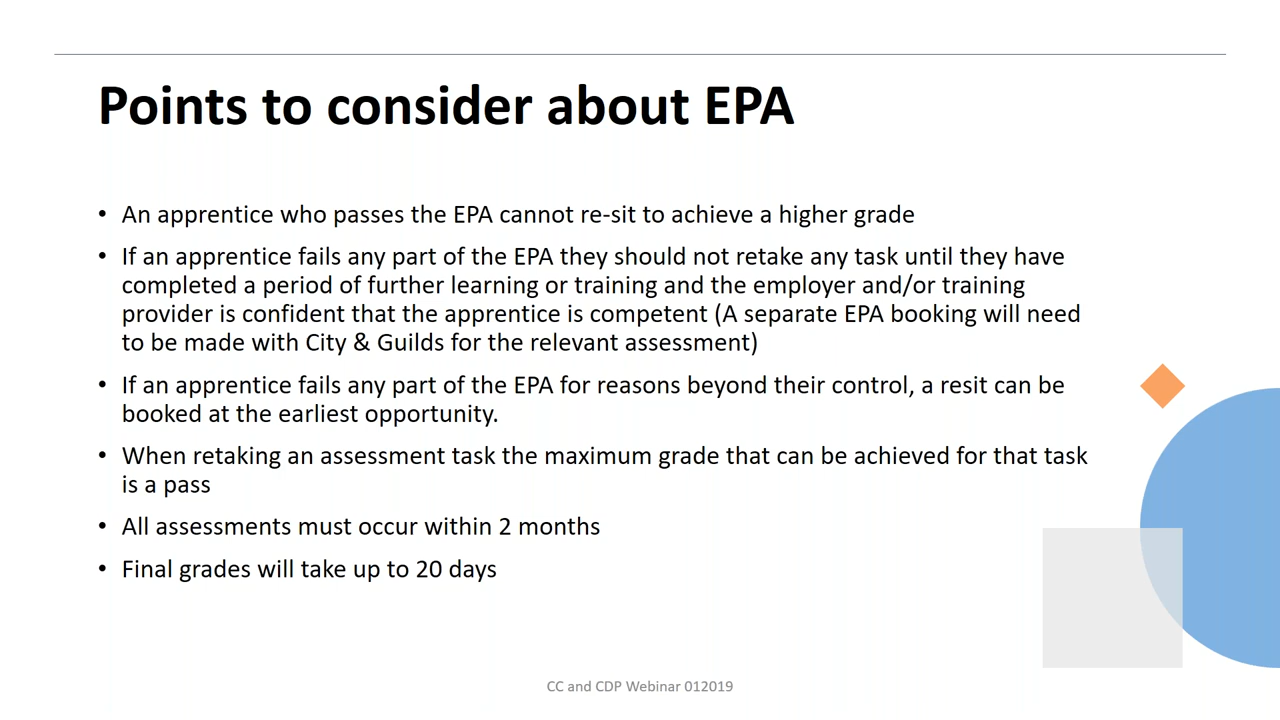 Points to consider about EPA
• An apprentice who passes the EPA cannot re-sit to achieve a higher grade
• If an apprentice fails any part of the EPA they should not retake any task until they have
completed a period of further learning or training and the employer and/or training
provider is confident that the apprentice is competent (A separate EPA booking will need
to be made with City & Guilds for the relevant assessment)
• If an apprentice fails any part of the EPA for reasons beyond their control, a resit can be
booked at the earliest opportunity.
• When retaking an assessment task the maximum grade that can be achieved for that task
is a pass
• All assessments must occur within 2 months
• Final grades will take up to 20 days
CC and CDP Webinar 012019